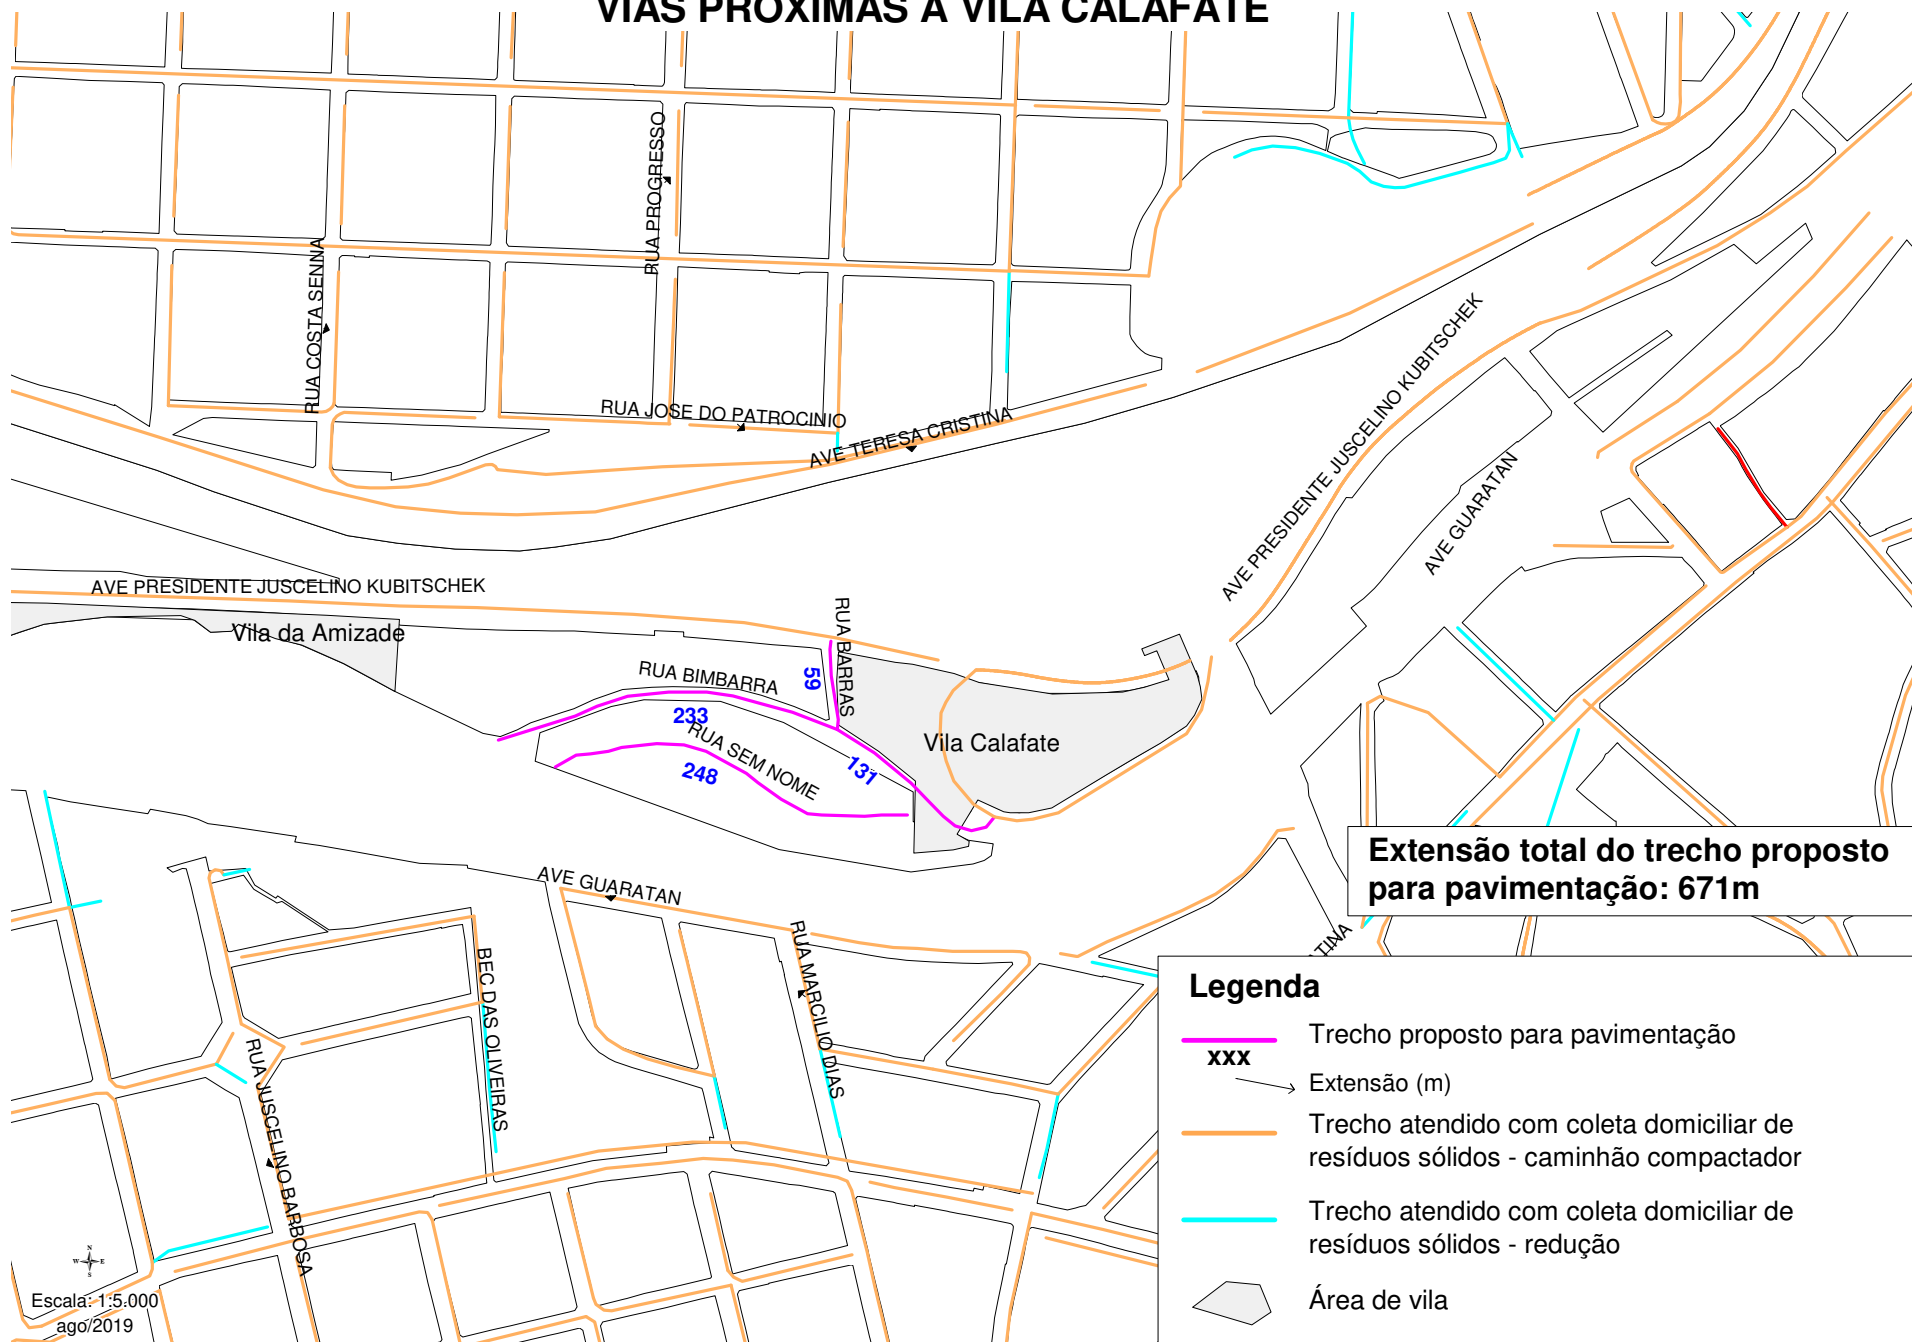 VIAS PRÓXIMAS À VILA CALAFATE
RUA PROGRESSO
RUA COSTA SENNA
RUA JOSE DO PATROCINIO
AVE TERESA CRISTINA
AVE PRESIDENTE JUSCELINO KUBITSCHEK
AVE GUARATAN
AVE PRESIDENTE JUSCELINO KUBITSCHEK
Vila da Amizade
RUA BARRAS
59
RUA BIMBARRA
233
RUA SEM NOME
248
131
Vila Calafate
Extensão total do trecho proposto
para pavimentação: 671m
AVE GUARATAN
RUA MARCILIO DIAS
BEC DAS OLIVEIRAS
RUA JUSCELINO BARBOSA
TINA
Legenda
Trecho proposto para pavimentação
xxx
Extensão (m)
Trecho atendido com coleta domiciliar de
resíduos sólidos - caminhão compactador
Trecho atendido com coleta domiciliar de
resíduos sólidos - redução
Área de vila
N
W E
S
Escala: 1:5.000
ago/2019